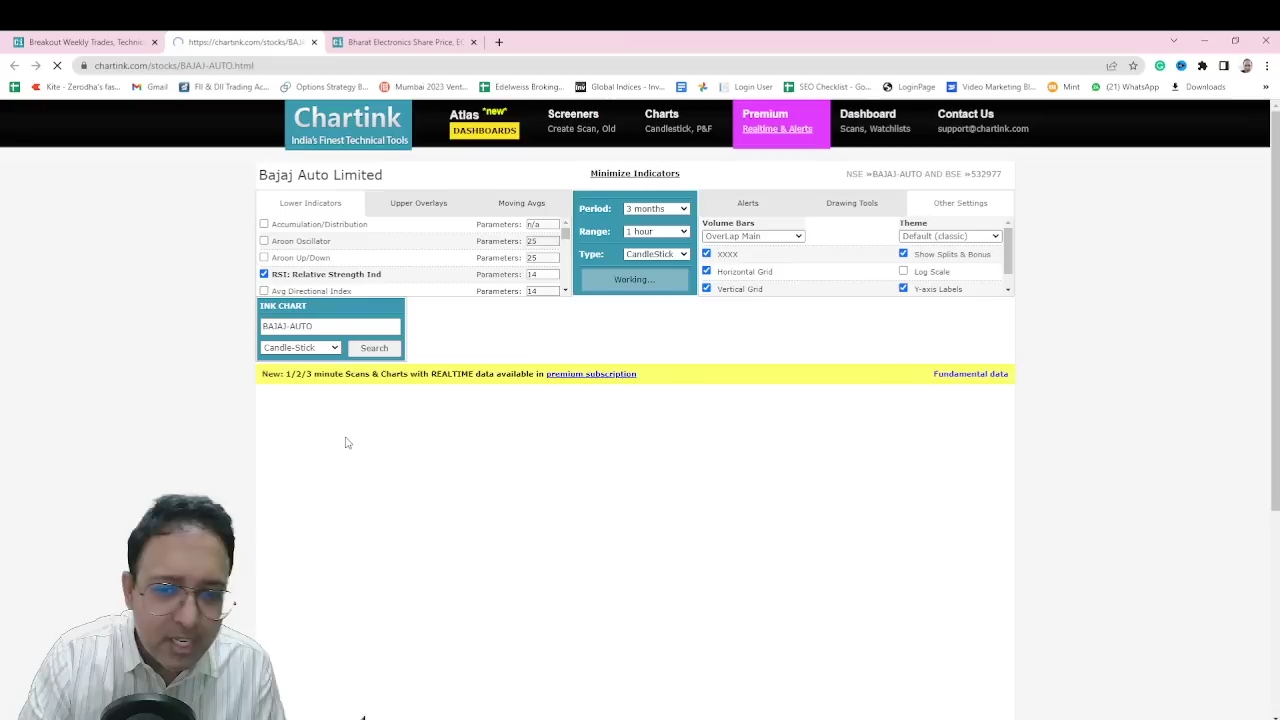 Breakout Weekly Trades, Technic
https://chartink.com/stocks/BAJ
Bharat Electronics Share Price, EC
chartink.com/stocks/BAJAJ-AUTO.html
Kite - Zerodha's fas...
Gmail
FII & DII Trading Ac...
Options Strategy B...
Mumbai 2023 Vent...
Edelweiss Broking...
Global Indices - Inv...
Login User
SEO Checklist - Go...
LoginPage
Video Marketing Bl...
Mint
(21) WhatsApp
Downloads
Chartink
India's Finest Technical Tools
Atlas "new"
DASHBOARDS
Screeners
Create Scan, Old
Charts
Candlestick, P&F
Premium
Realtime & Alerts
Dashboard
Scans, Watchlists
Contact Us
support@chartink.com
Bajaj Auto Limited
Minimize Indicators
NSE »BAJAJ-AUTO AND BSE »532977
Lower Indicators
Upper Overlays
Moving Avgs
Accumulation/Distribution Parameters: n/a
Aroon Oscillator Parameters: 25
Aroon Up/Down Parameters: 25
RSI: Relative Strength Ind Parameters: 14
Avg Directional Index Parameters: 14
Period: 3 months
Range: 1 hour
Type: CandleStick
Working...
Alerts
Drawing Tools
Other Settings
Volume Bars
OverLap Main
XXXX
Horizontal Grid
Vertical Grid
Theme
Default (classic)
Show Splits & Bonus
Log Scale
Y-axis Labels
INK CHART
BAJAJ-AUTO
Candle-Stick
Search
New: 1/2/3 minute Scans & Charts with REALTIME data available in premium subscription
Fundamental data